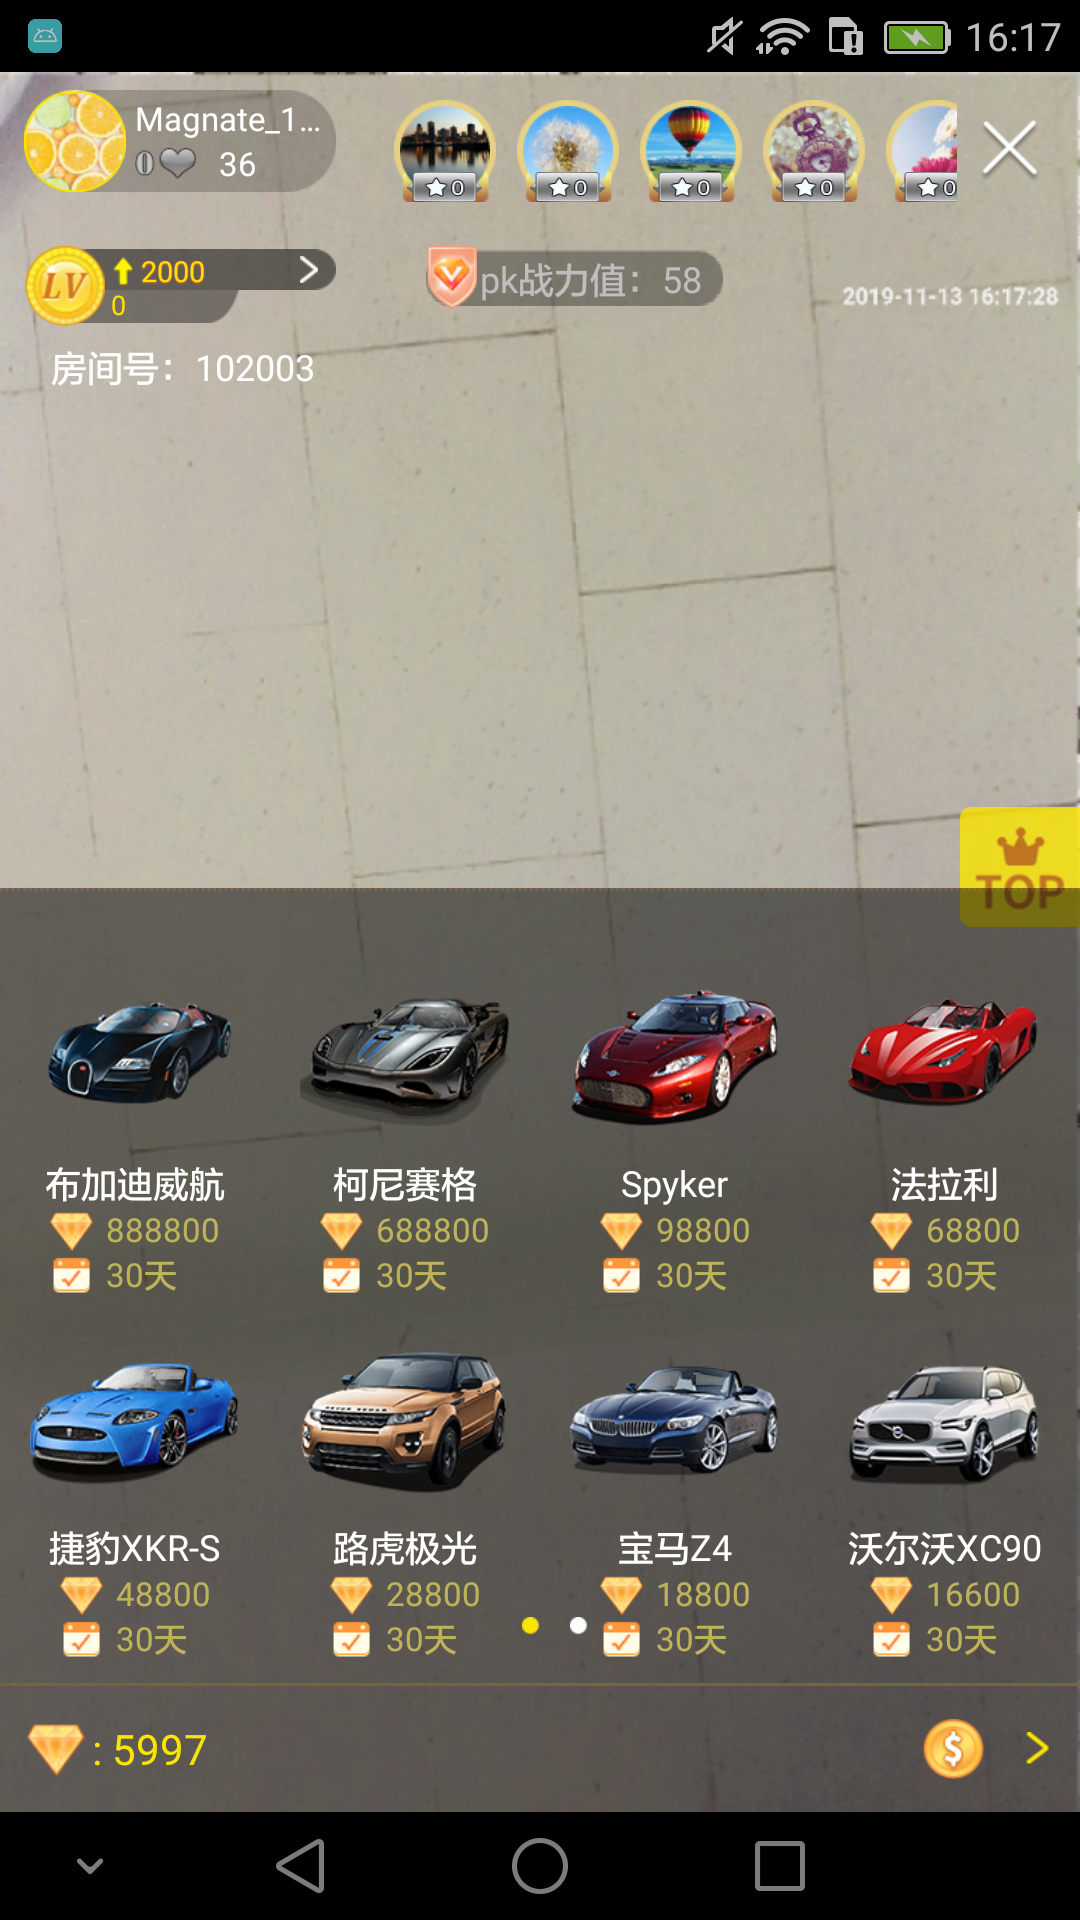 16:17
Magnate_1...
0 36
0
0
0
0
0
LV
2000
0
pk战力值：58
2019-11-13 16:17:28
房间号：102003
TOP
布加迪威航
888800
30天
柯尼赛格
688800
30天
Spyker
98800
30天
法拉利
68800
30天
捷豹XKR-S
48800
30天
路虎极光
28800
30天
宝马Z4
18800
30天
沃尔沃XC90
16600
30天
: 5997
$